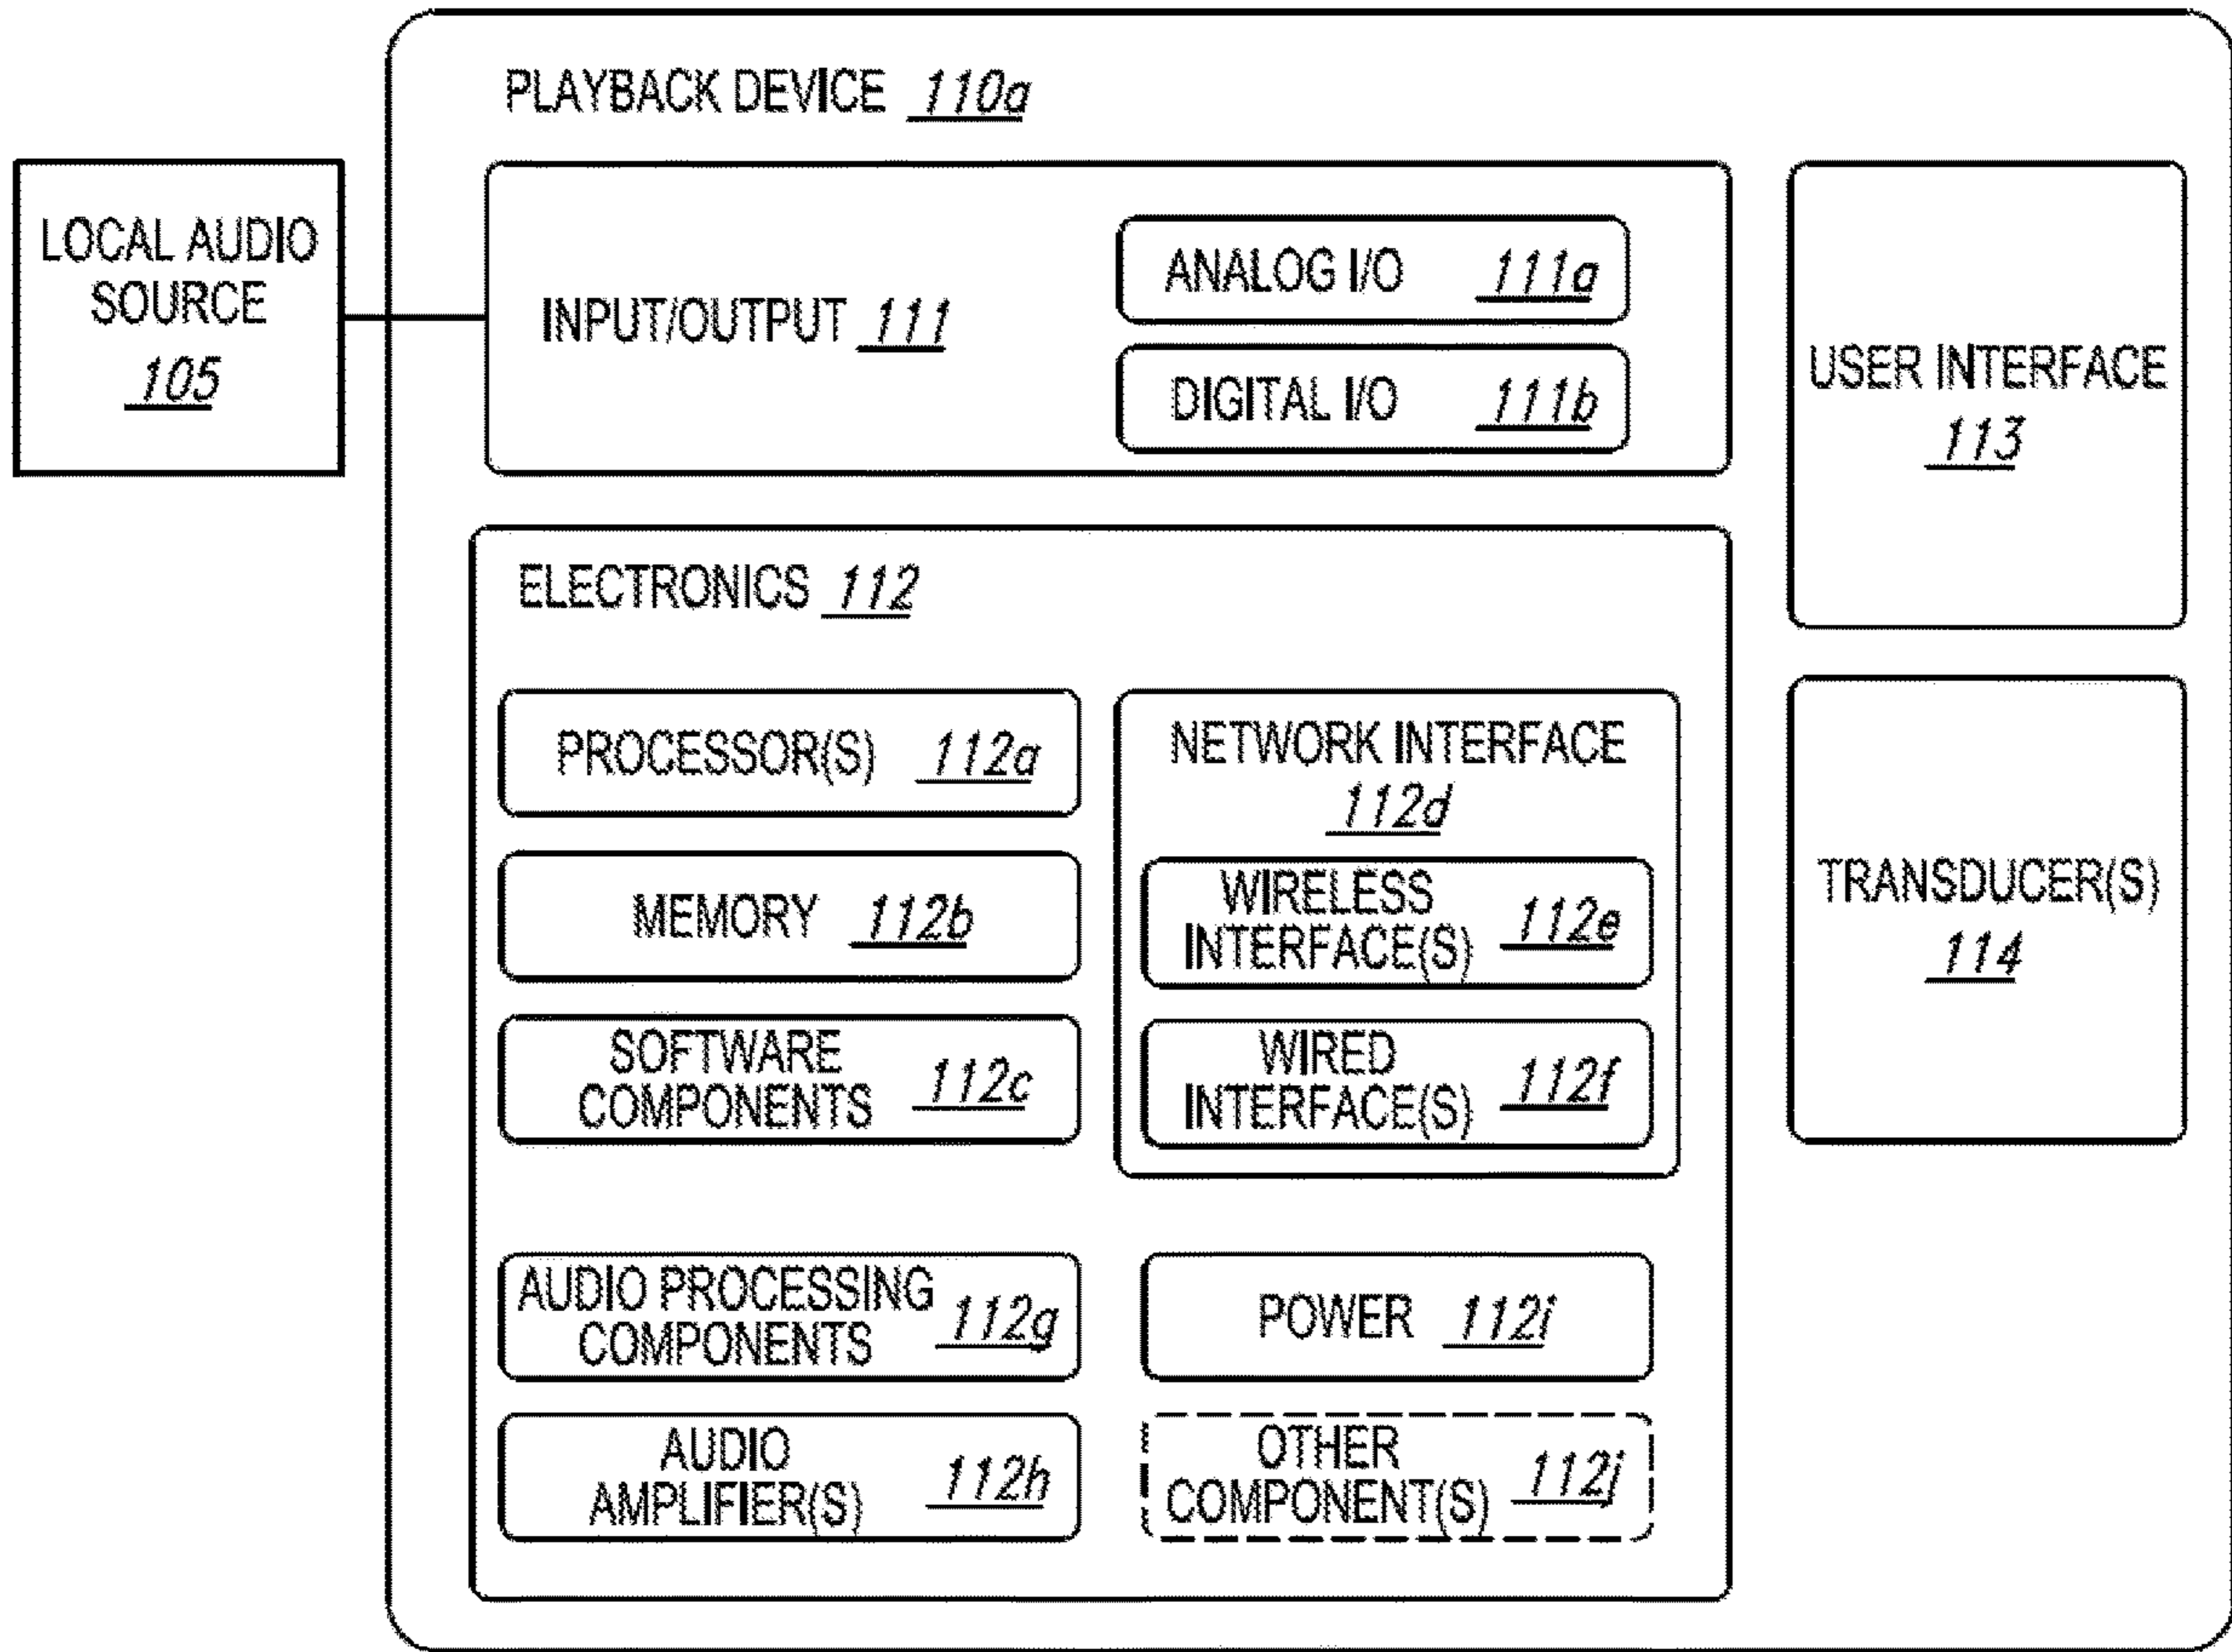 PLAYBACK DEVICE 110a
LOCAL AUDIO
SOURCE
105
INPUT/OUTPUT 111
ANALOG I/O 111a
DIGITAL I/O 111b
USER INTERFACE
113
ELECTRONICS 112
PROCESSOR(S) 112a
MEMORY 112b
SOFTWARE
COMPONENTS 112c
NETWORK INTERFACE
112d
WIRELESS
INTERFACE(S) 112e
WIRED
INTERFACE(S) 112f
TRANSDUCER(S)
114
AUDIO PROCESSING
COMPONENTS 112g
POWER 112i
AUDIO
AMPLIFIER(S) 112h
OTHER
COMPONENT(S) 112j